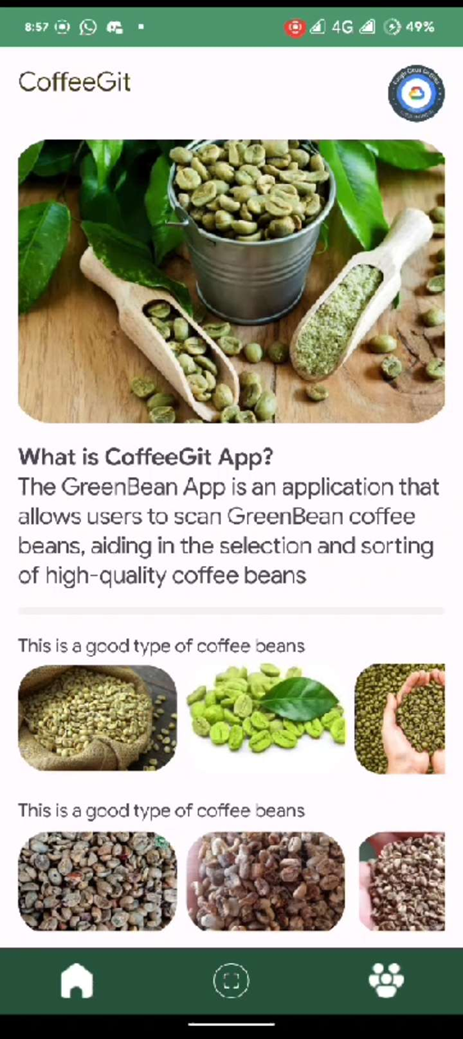 8:57
4G
49%
CoffeeGit
What is CoffeeGit App?
The GreenBean App is an application that
allows users to scan GreenBean coffee
beans, aiding in the selection and sorting
of high-quality coffee beans
This is a good type of coffee beans
This is a good type of coffee beans